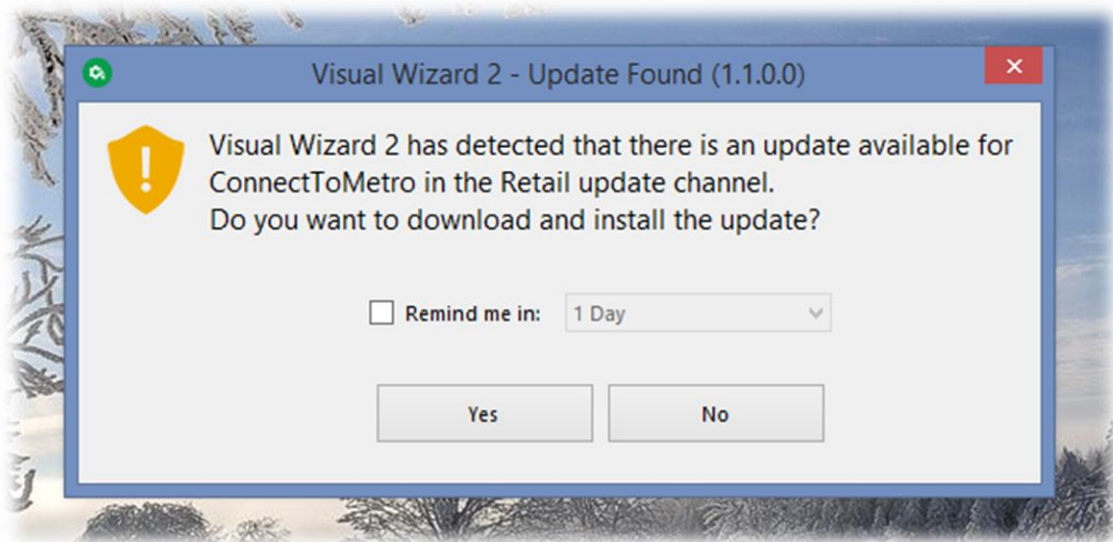 Visual Wizard 2 - Update Found (1.1.0.0)
Visual Wizard 2 has detected that there is an update available for
ConnectToMetro in the Retail update channel.
Do you want to download and install the update?
Remind me in: 1 Day
Yes No